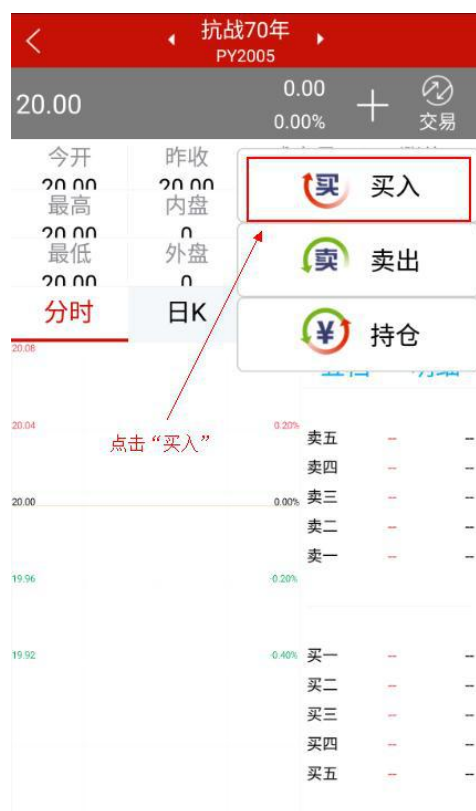 抗战70年
PY2005
20.00
0.00
0.00%
交易
今开
昨收
20.00
20.00
最高
内盘
20.00
0
最低
外盘
20.00
0
买 买入
卖 卖出
¥ 持仓
分时
日K
20.08
20.04
0.20%
点击“买入”
卖五 -- --
卖四 -- --
20.00
0.00%
卖三 -- --
卖二 -- --
卖一 -- --
19.96
-0.20%
19.92
-0.40%
买一 -- --
买二 -- --
买三 -- --
买四 -- --
买五 -- --